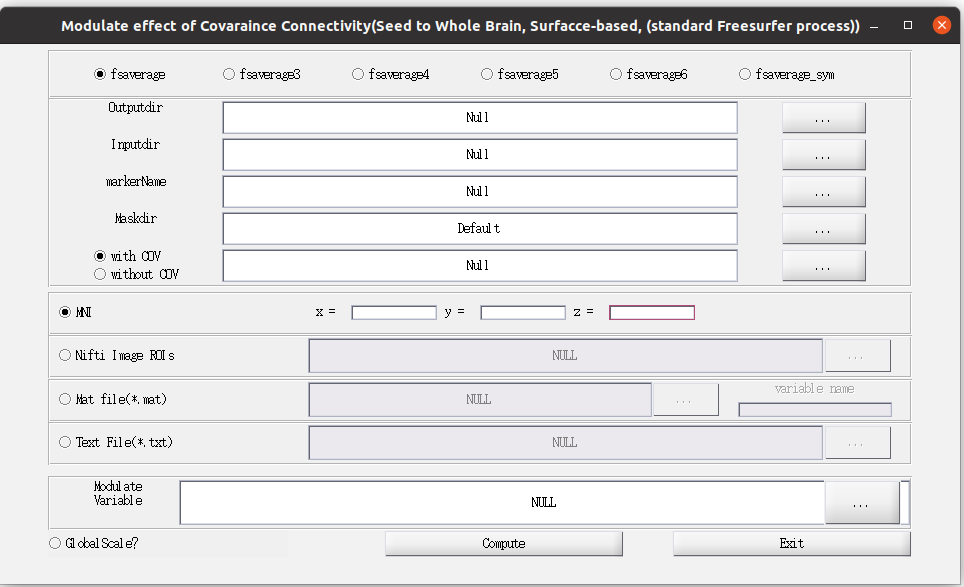 Modulate effect of Covaraince Connectivity(Seed to Whole Brain, Surfacce-based, (standard Freesurfer process))
fsaverage fsaverage3 fsaverage4 fsaverage5 fsaverage6 fsaverage_sym
Outputdir Null ...
Inputdir Null ...
markerName Null ...
Maskdir Default ...
with COV
without COV Null ...
MNI x = y = z =
Nifti Image ROIs NULL ...
Mat file(*.mat) NULL ... variable name
Text File(*.txt) NULL ...
Modulate
Variable NULL ...
GlobalScale? Compute Exit